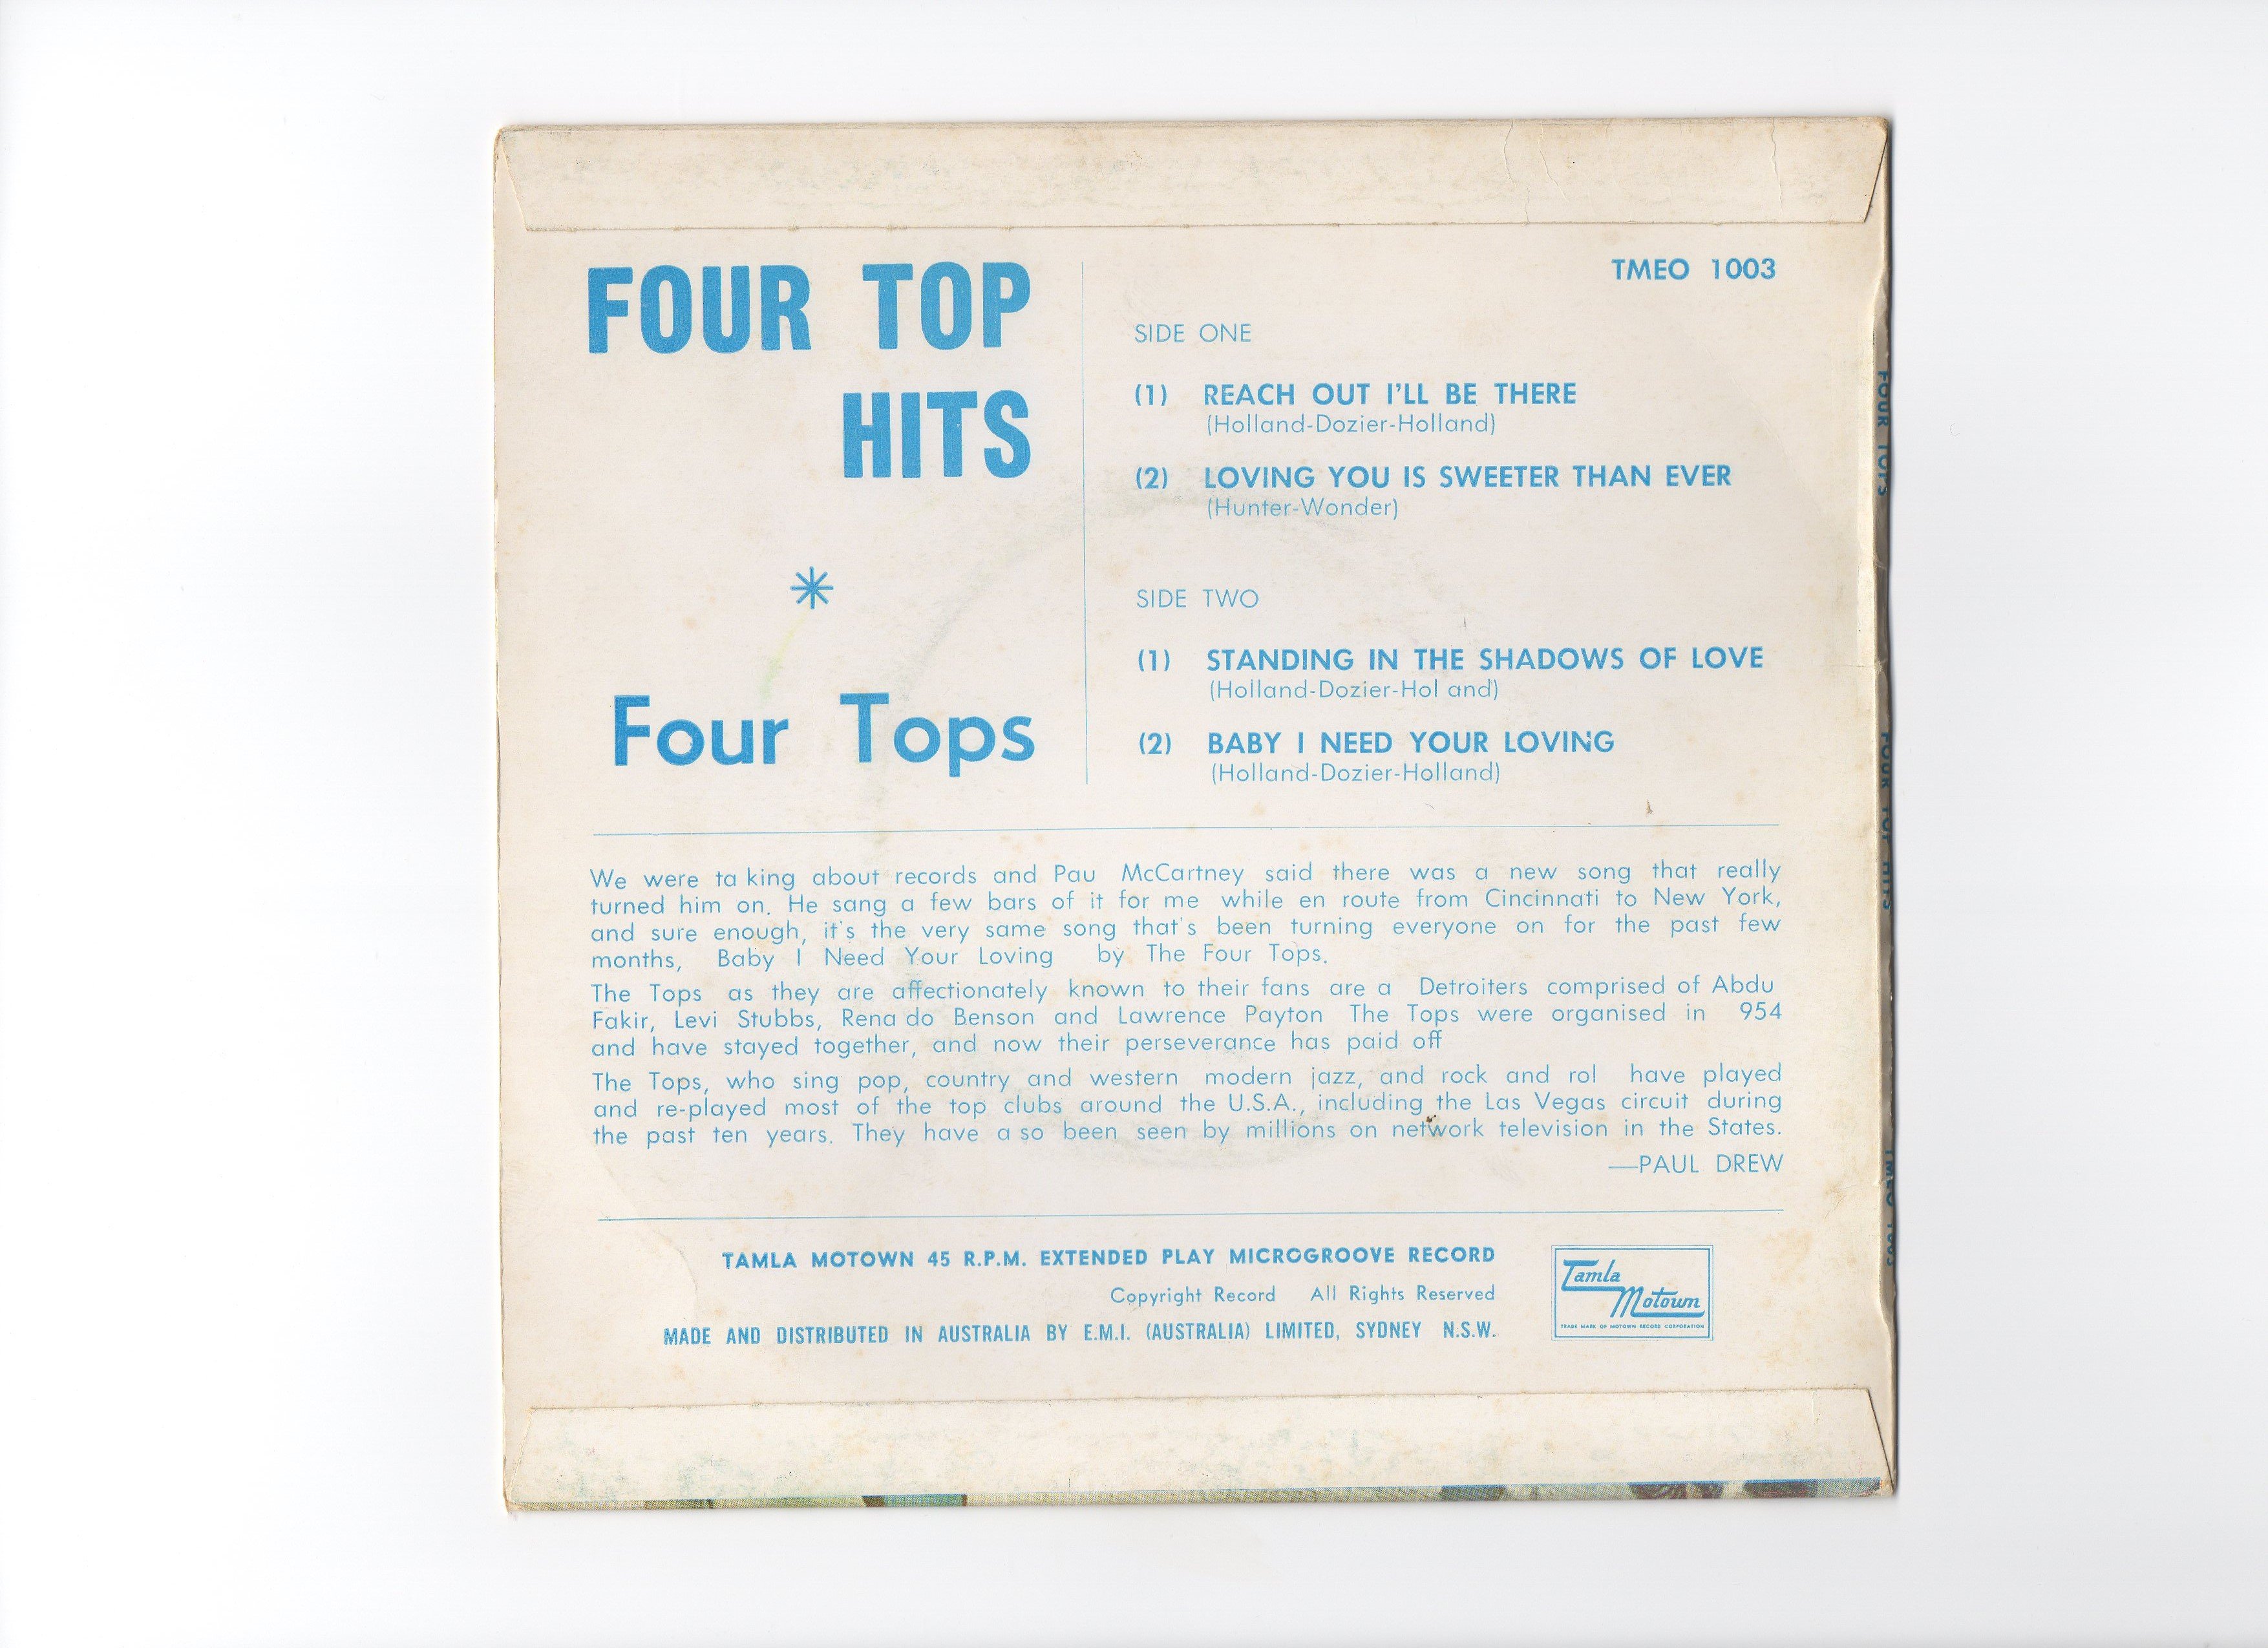 FOUR TOP
HITS
*
Four Tops
TMEO 1003
SIDE ONE
(1) REACH OUT I'LL BE THERE
(Holland-Dozier-Holland)
(2) LOVING YOU IS SWEETER THAN EVER
(Hunter-Wonder)
SIDE TWO
(1) STANDING IN THE SHADOWS OF LOVE
(Holland-Dozier-Hol and)
(2) BABY I NEED YOUR LOVING
(Holland-Dozier-Holland)
We were ta king about records and Pau McCartney said there was a new song that really
turned him on. He sang a few bars of it for me while en route from Cincinnati to New York,
and sure enough, it's the very same song that's been turning everyone on for the past few
months, Baby I Need Your Loving by The Four Tops.
The Tops as they are affectionately known to their fans are a Detroiters comprised of Abdu
Fakir, Levi Stubbs, Rena do Benson and Lawrence Payton The Tops were organised in 954
and have stayed together, and now their perseverance has paid off
The Tops, who sing pop, country and western modern jazz, and rock and rol have played
and re-played most of the top clubs around the U.S.A., including the Las Vegas circuit during
the past ten years. They have a so been seen by millions on network television in the States.
—PAUL DREW
TAMLA MOTOWN 45 R.P.M. EXTENDED PLAY MICROGROOVE RECORD
Copyright Record All Rights Reserved
MADE AND DISTRIBUTED IN AUSTRALIA BY E.M.I. (AUSTRALIA) LIMITED, SYDNEY N.S.W.
Tamla
Motown
TRADE MARK OF MOTOWN RECORD CORPORATION
FOUR TOPS
FOUR TOP HITS
TMEO 1003